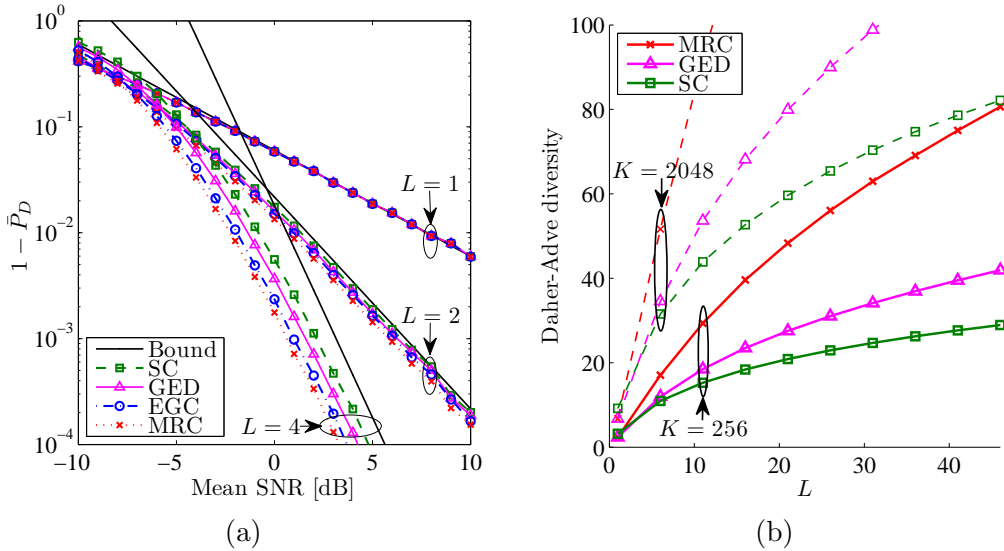 10^0
10^{-1}
10^{-2}
10^{-3}
10^{-4}
1 − P̄_D
−10
−5
0
5
10
Mean SNR [dB]
L = 1
L = 2
L = 4
Bound
SC
GED
EGC
MRC
(a)
100
80
60
40
20
0
Daher-Adve diversity
0
10
20
30
40
L
MRC
GED
SC
K = 2048
K = 256
(b)